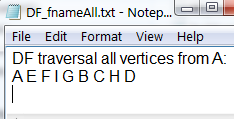 DF_fnameAll.txt - Notep...
File Edit Format View Help
DF traversal all vertices from A:
A E F I G B C H D